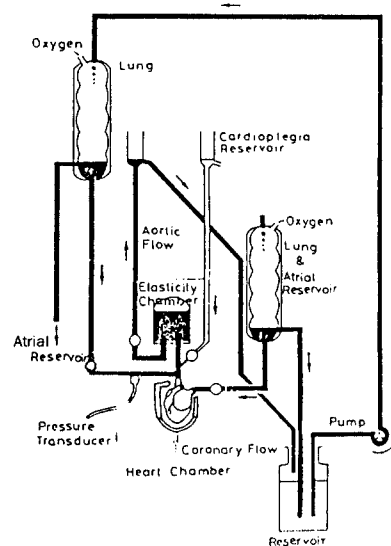 Oxygen
Lung
Cardioplegia
Reservoir
Oxygen
Aortic
Flow
Lung
&
Atrial
Reservoir
Elasticity
Chamber
Atrial
Reservoir
Pressure
Transducer
Coronary Flow
Pump
Heart Chamber
Reservoir